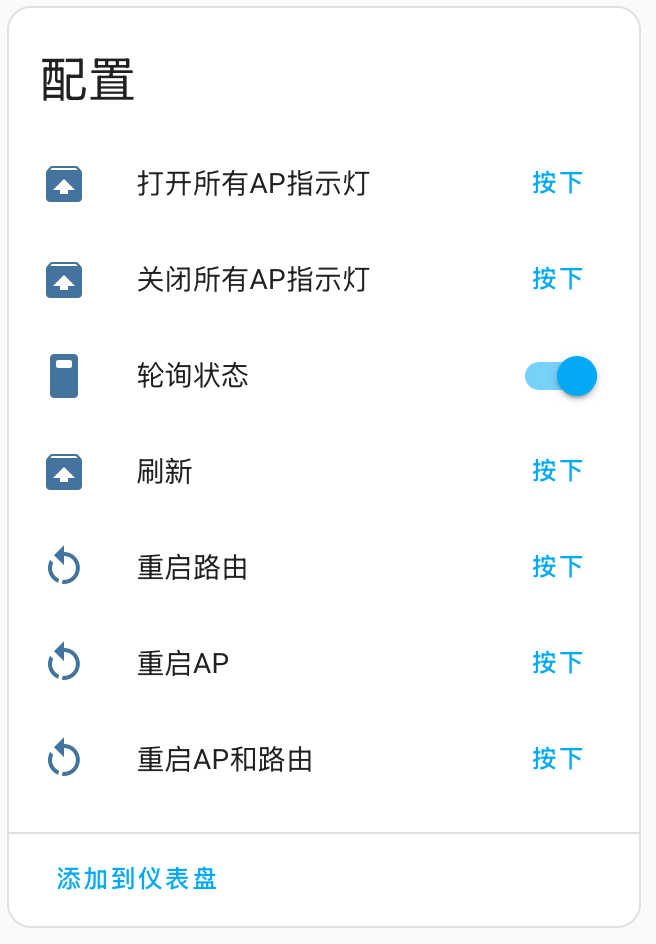 配置
打开所有AP指示灯 按下
关闭所有AP指示灯 按下
轮询状态
刷新 按下
重启路由 按下
重启AP 按下
重启AP和路由 按下
添加到仪表盘